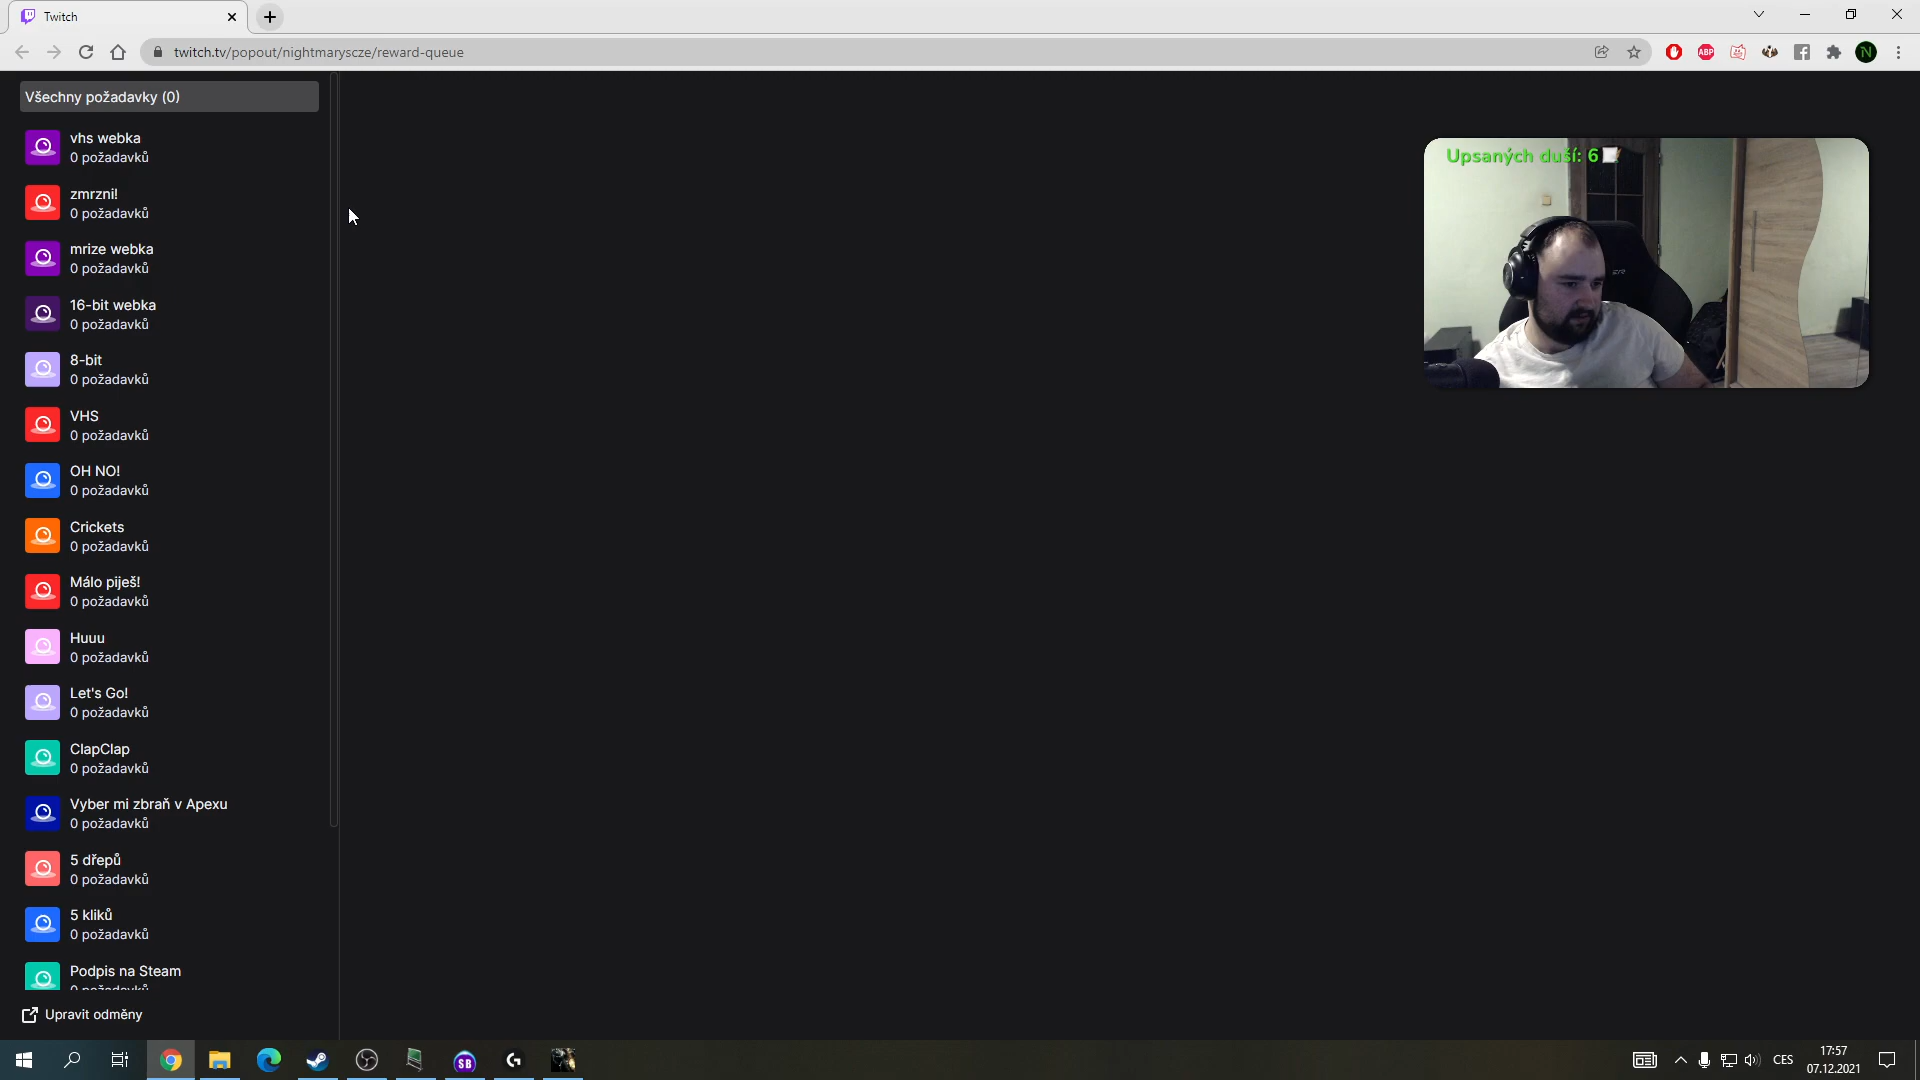 Twitch
twitch.tv/popout/nightmaryscze/reward-queue
ABP
N
Všechny požadavky (0)
vhs webka
0 požadavků
zmrzni!
0 požadavků
mrize webka
0 požadavků
16-bit webka
0 požadavků
8-bit
0 požadavků
VHS
0 požadavků
OH NO!
0 požadavků
Crickets
0 požadavků
Málo piješ!
0 požadavků
Huuu
0 požadavků
Let's Go!
0 požadavků
ClapClap
0 požadavků
Vyber mi zbraň v Apexu
0 požadavků
5 dřepů
0 požadavků
5 kliků
0 požadavků
Podpis na Steam
0 požadavků
Upravit odměny
Upsaných duší: 6
SB
CES
17:57
07.12.2021